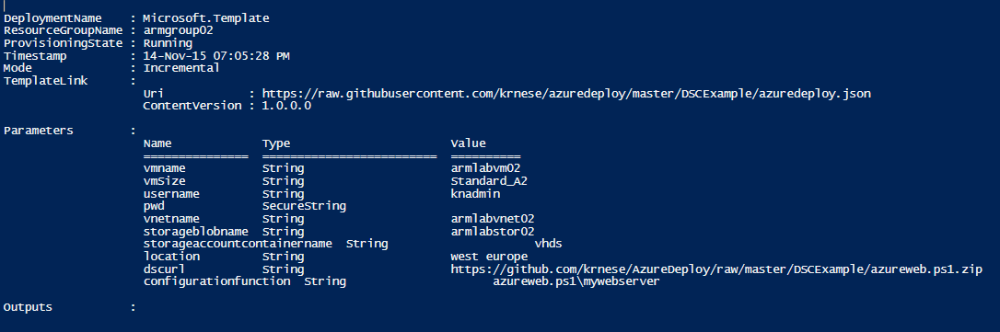 DeploymentName : Microsoft.Template
ResourceGroupName : armgroup02
ProvisioningState : Running
Timestamp : 14-Nov-15 07:05:28 PM
Mode : Incremental
TemplateLink :
Uri : https://raw.githubusercontent.com/krnese/azuredeploy/master/DSCExample/azuredeploy.json
ContentVersion : 1.0.0.0
Parameters :
Name Type Value
=============== ========================= ==========
vmname String armlabvm02
vmSize String Standard_A2
username String knadmin
pwd SecureString
vnetname String armlabvnet02
storageblobname String armlabstor02
storageaccountcontainername String vhds
location String west europe
dscurl String https://github.com/krnese/AzureDeploy/raw/master/DSCExample/azureweb.ps1.zip
configurationfunction String azureweb.ps1\mywebserver
Outputs :